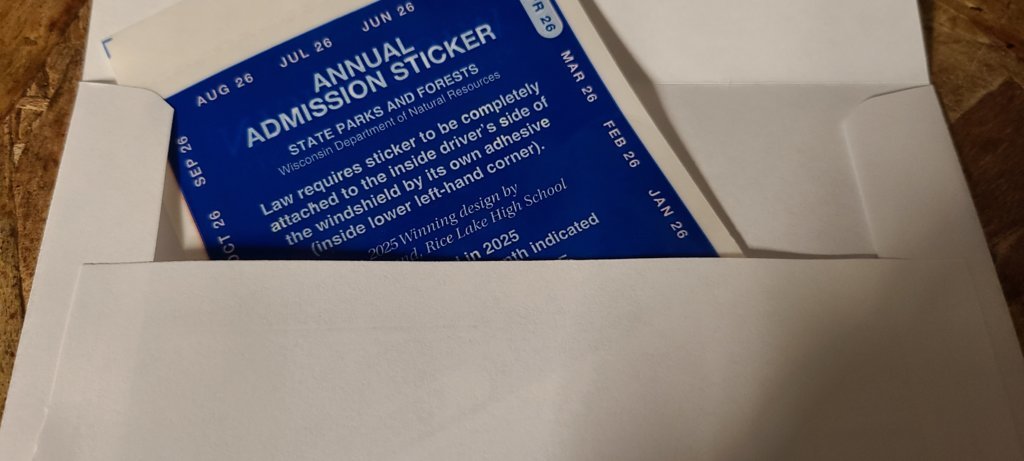 AUG 26
JUL 26
JUN 26
R 26
MAR 26
FEB 26
JAN 26
SEP 26
OCT 26
ANNUAL
ADMISSION STICKER
STATE PARKS AND FORESTS
Wisconsin Department of Natural Resources
Law requires sticker to be completely
attached to the inside driver's side of
the windshield by its own adhesive
(inside lower left-hand corner).
2025 Winning design by
Rice Lake High School
in 2025
indicated